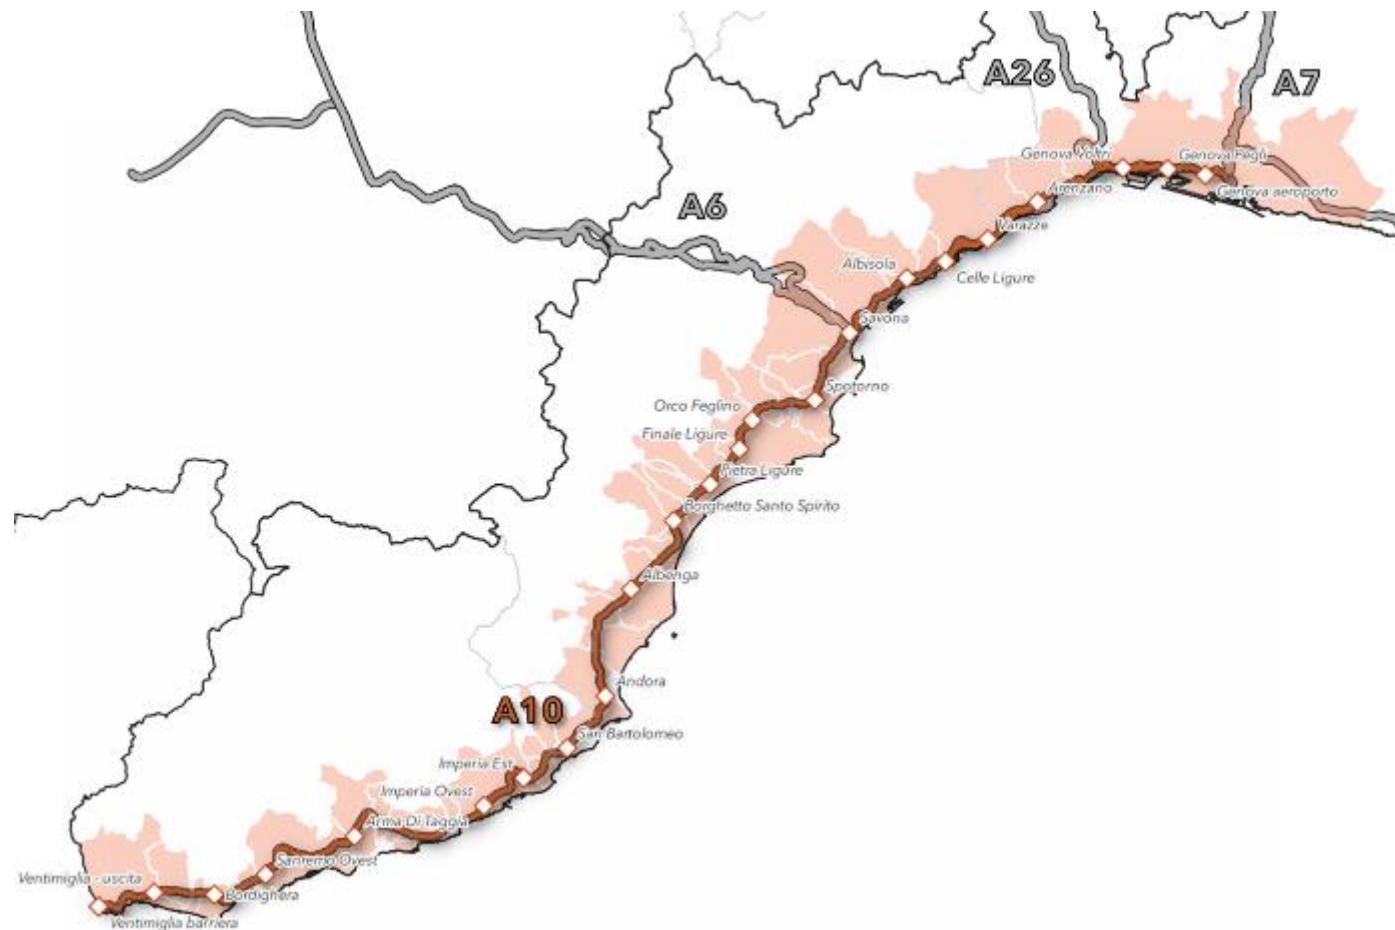 A26
A7
Genova Voltri
Genova Pegli
Arenzano
Genova aeroporto
A6
Varazze
Albisola
Celle Ligure
Savona
Spotorno
Orco Feglino
Finale Ligure
Pietra Ligure
Borghetto Santo Spirito
Albenga
Andora
A10
San Bartolomeo
Imperia Est
Imperia Ovest
Arma Di Taggia
Sanremo Ovest
Ventimiglia - uscita
Bordighera
Ventimiglia barriera